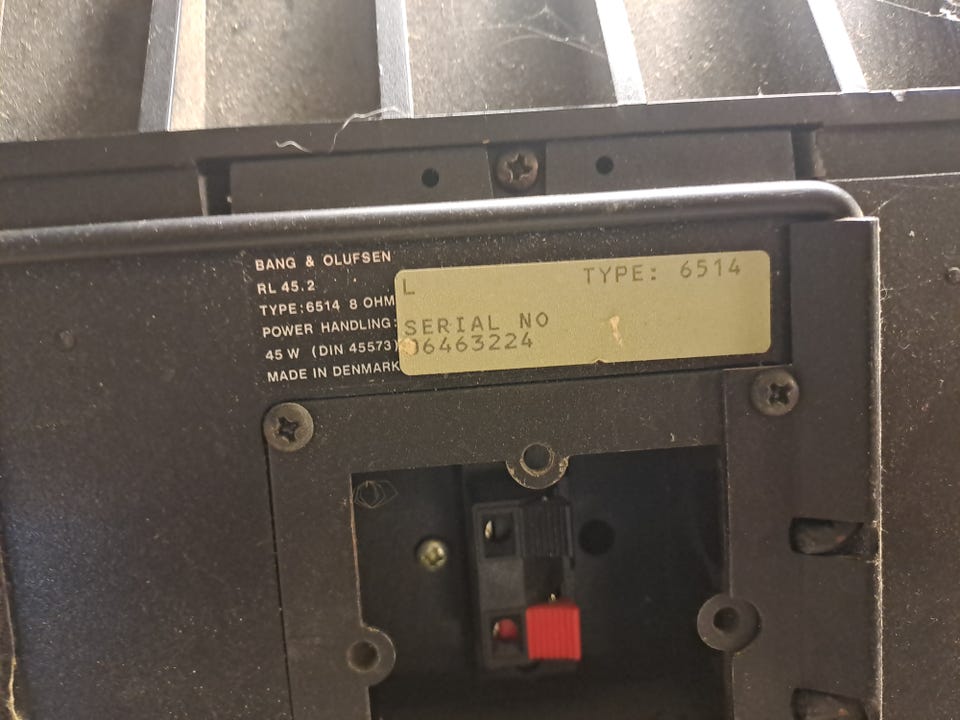 BANG & OLUFSEN
RL 45.2
TYPE:6514 8 OHM
POWER HANDLING:
45 W (DIN 45573)
MADE IN DENMARK
L TYPE: 6514
SERIAL NO
06463224